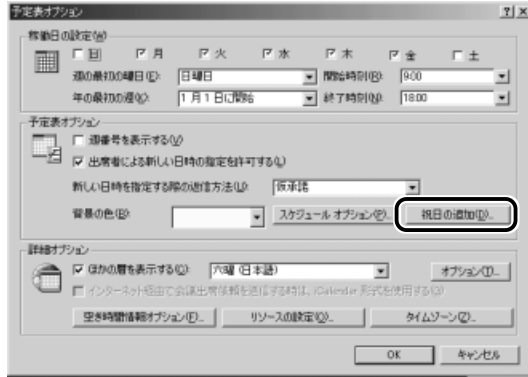 予定表オプション
稼働日の設定(W)
日 月 火 水 木 金 土
週の最初の曜日(E): 日曜日 開始時刻(R): 9:00
年の最初の週(K): 1月1日に開始 終了時刻(N): 18:00
予定表オプション
週番号を表示する(V)
出席者による新しい日時の指定を許可する(L)
新しい日時を指定する際の返信方法(U): 仮承諾
背景の色(B): スケジュール オプション(P)... 祝日の追加(D)...
詳細オプション
ほかの暦を表示する(C): 六曜 (日本語) オプション(T)...
インターネット経由で会議出席依頼を送信する時は、iCalendar 形式を使用する(G)
空き時間情報オプション(F)... リソースの設定(O)... タイムゾーン(Z)...
OK キャンセル